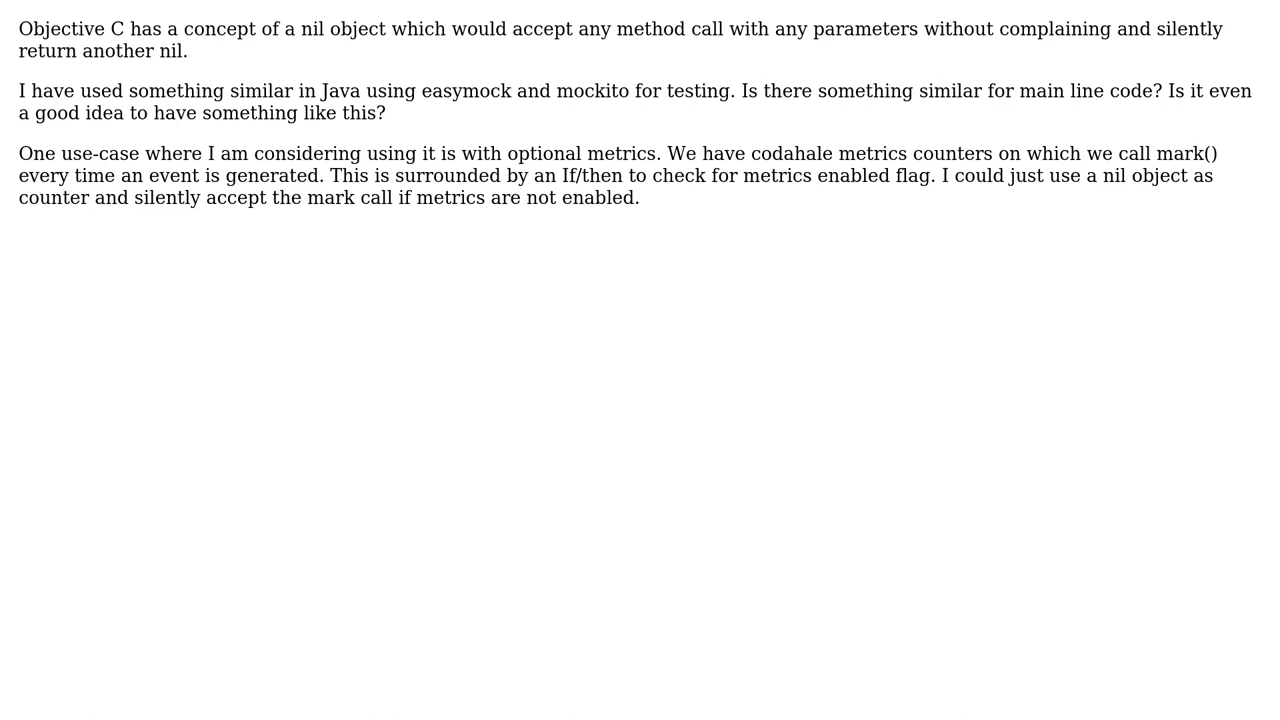 Objective C has a concept of a nil object which would accept any method call with any parameters without complaining and silently
return another nil.
I have used something similar in Java using easymock and mockito for testing. Is there something similar for main line code? Is it even
a good idea to have something like this?
One use-case where I am considering using it is with optional metrics. We have codahale metrics counters on which we call mark()
every time an event is generated. This is surrounded by an If/then to check for metrics enabled flag. I could just use a nil object as
counter and silently accept the mark call if metrics are not enabled.